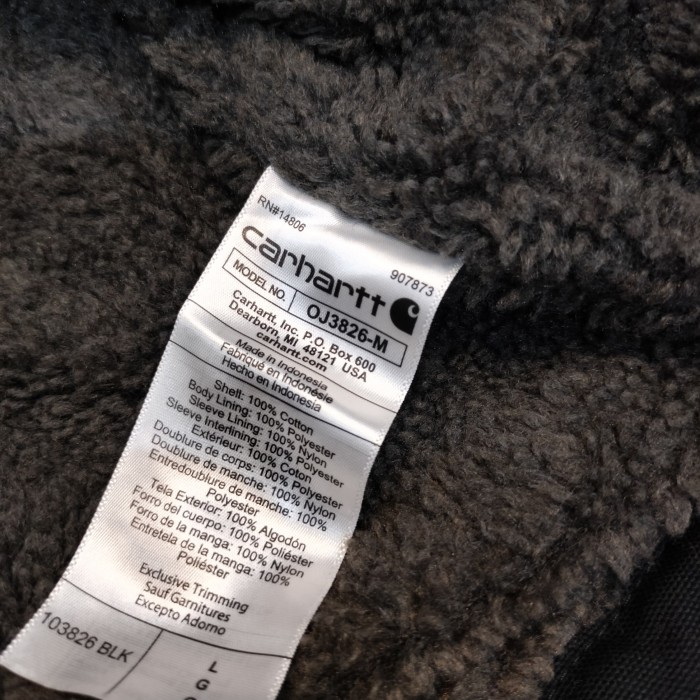 RN#14806
907873
carhartt
MODEL NO. OJ3826-M
Carhartt, Inc. P.O. Box 600
Dearborn, MI 48121 USA
carhartt.com
Made in Indonesia
Fabriqué en Indonésie
Hecho en Indonesia
Shell: 100% Cotton
Body Lining: 100% Polyester
Sleeve Lining: 100% Nylon
Sleeve Interlining: 100% Polyester
Extérieur: 100% Coton
Doublure de corps: 100% Polyester
Doublure de manche: 100% Nylon
Entredoublure de manche: 100%
Polyester
Tela Exterior: 100% Algodón
Forro del cuerpo: 100% Poliéster
Forro de la manga: 100% Nylon
Entretela de la manga: 100%
Poliéster
Exclusive Trimming
Sauf Garnitures
Excepto Adorno
103826 BLK
L
G